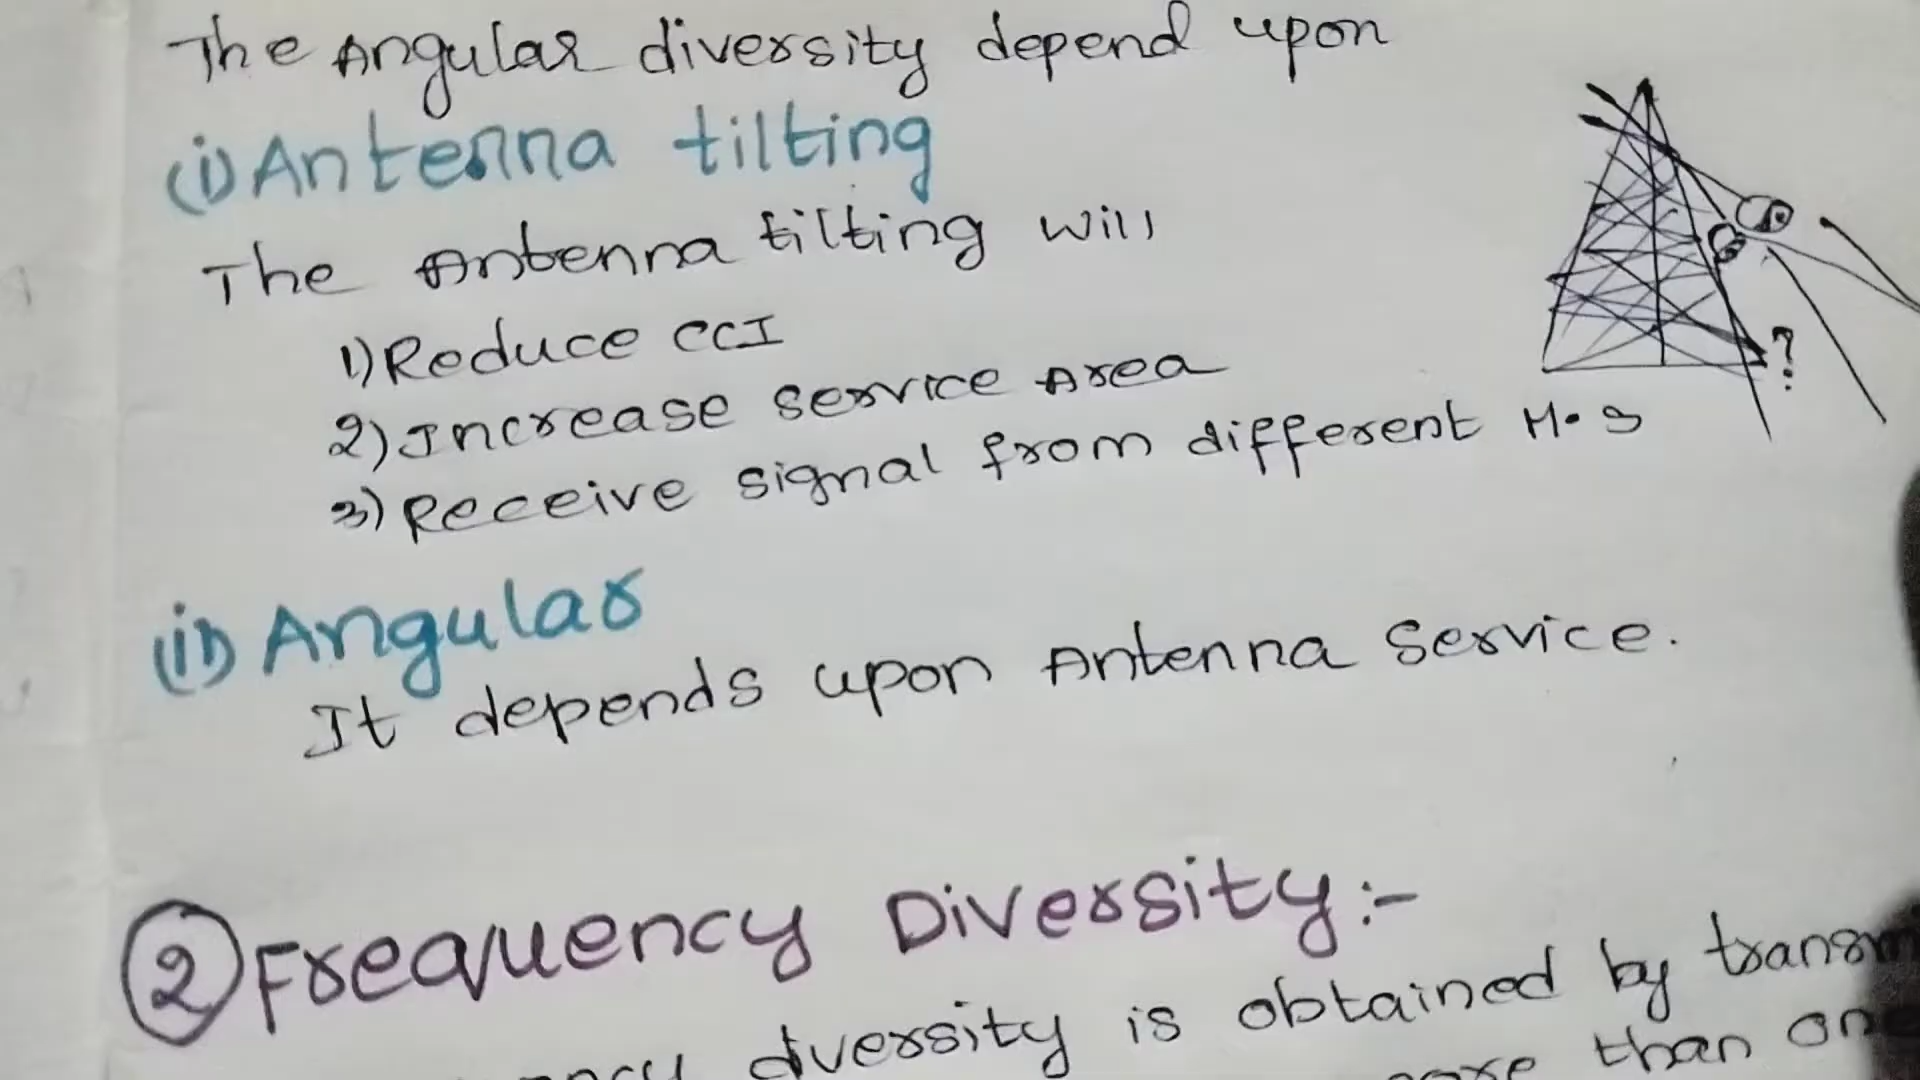 The Angular diversity depend upon
(i) Antenna tilting
The Antenna tilting will
1) Reduce CCI
2) Increase service Area
3) Receive signal from different M.S
?
(ii) Angular
It depends upon Antenna Service.
② Frequency Diversity:-
diversity is obtained by
than